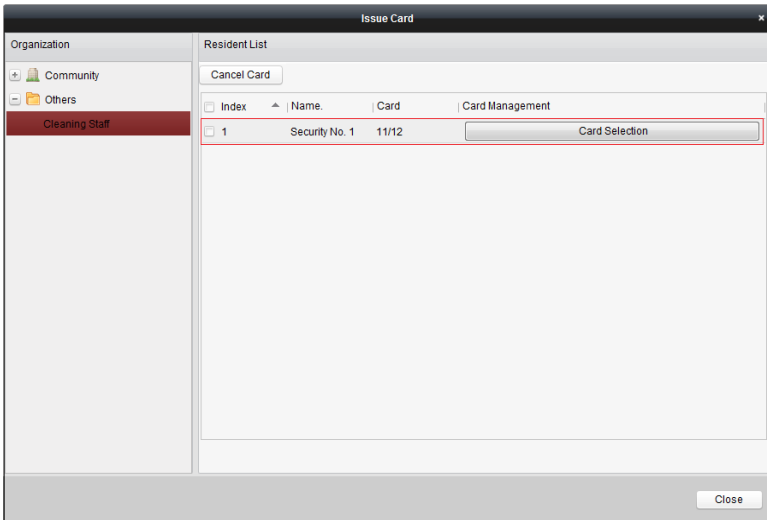 Issue Card
Organization
Resident List
Community
Others
Cleaning Staff
Cancel Card
Index Name. Card Card Management
1 Security No. 1 11/12 Card Selection
Close